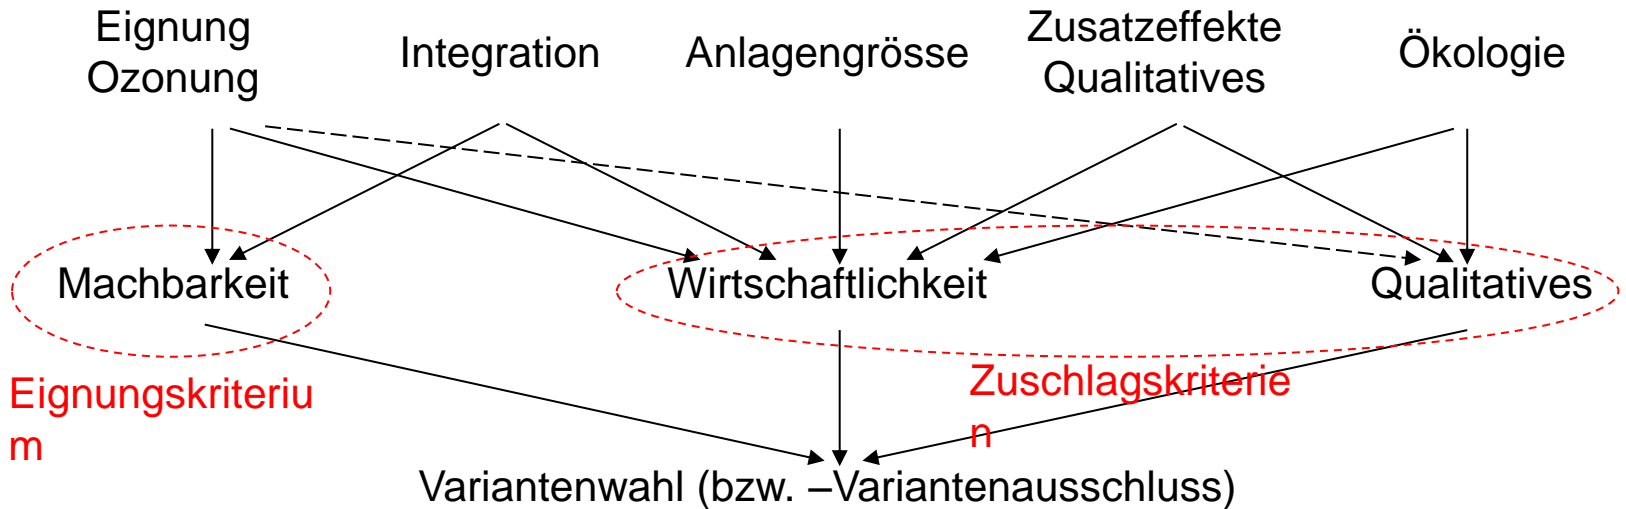 Eignung
Ozonung
Integration
Anlagengrösse
Zusatzeffekte
Qualitatives
Ökologie
Machbarkeit
Wirtschaftlichkeit
Qualitatives
Eignungskriteriu
m
Zuschlagskriterie
n
Variantenwahl (bzw. –Variantenausschluss)